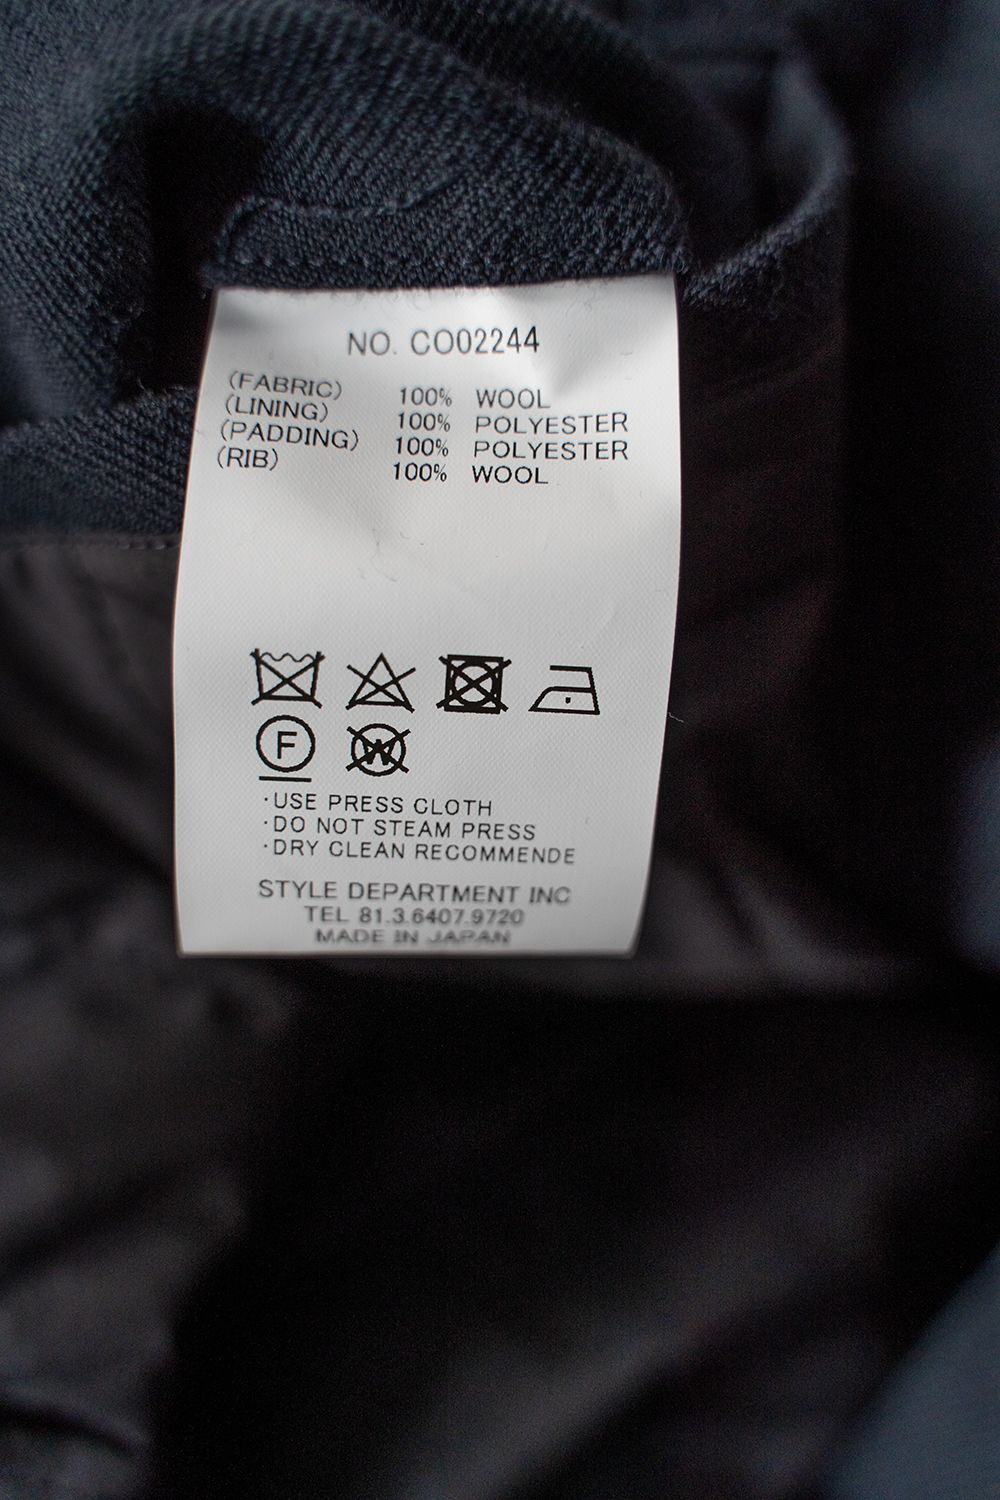 NO. CO02244
(FABRIC) 100% WOOL
(LINING) 100% POLYESTER
(PADDING) 100% POLYESTER
(RIB) 100% WOOL
F W
·USE PRESS CLOTH
·DO NOT STEAM PRESS
·DRY CLEAN RECOMMENDE
STYLE DEPARTMENT INC
TEL 81.3.6407.9720
MADE IN JAPAN